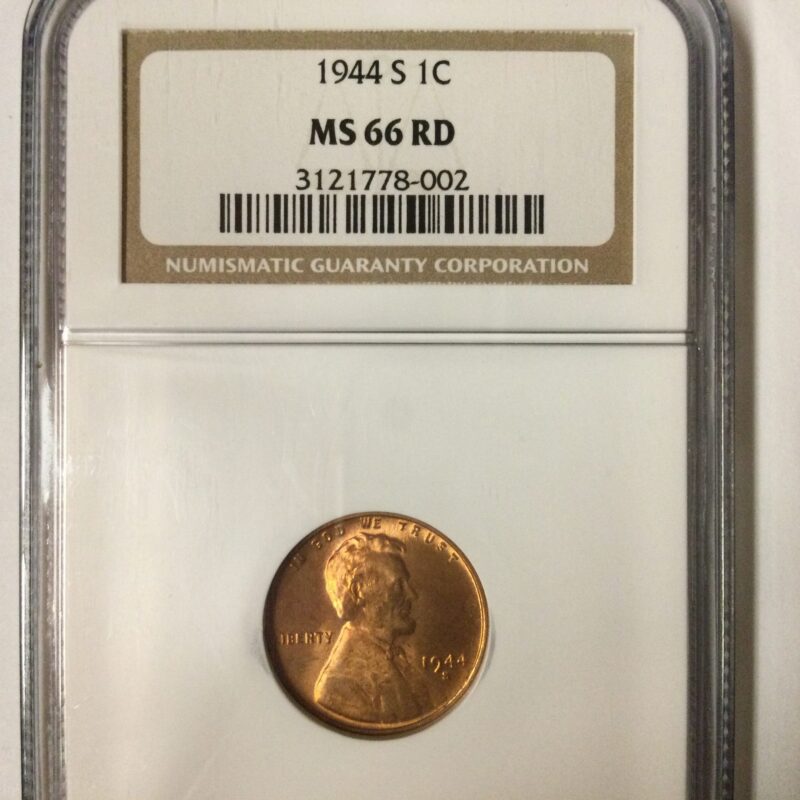 1944 S 1C
MS 66 RD
3121778-002
NUMISMATIC GUARANTY CORPORATION
IN GOD WE TRUST
LIBERTY
1944
S